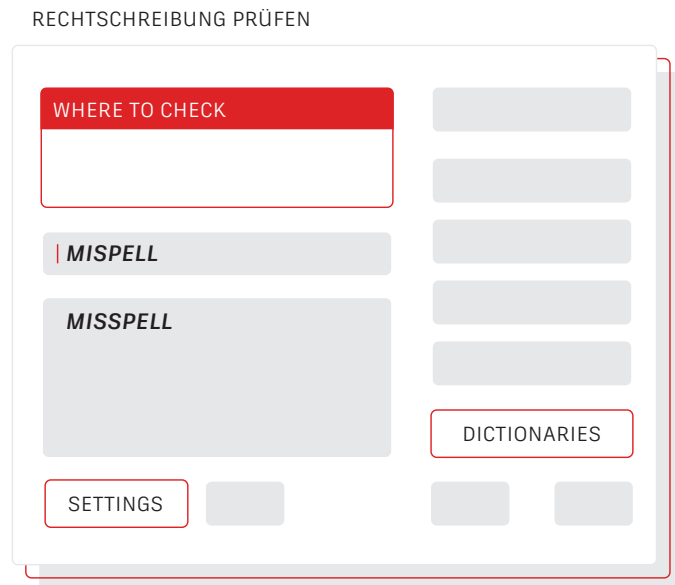 RECHTSCHREIBUNG PRÜFEN
WHERE TO CHECK
MISPELL
MISSPELL
DICTIONARIES
SETTINGS